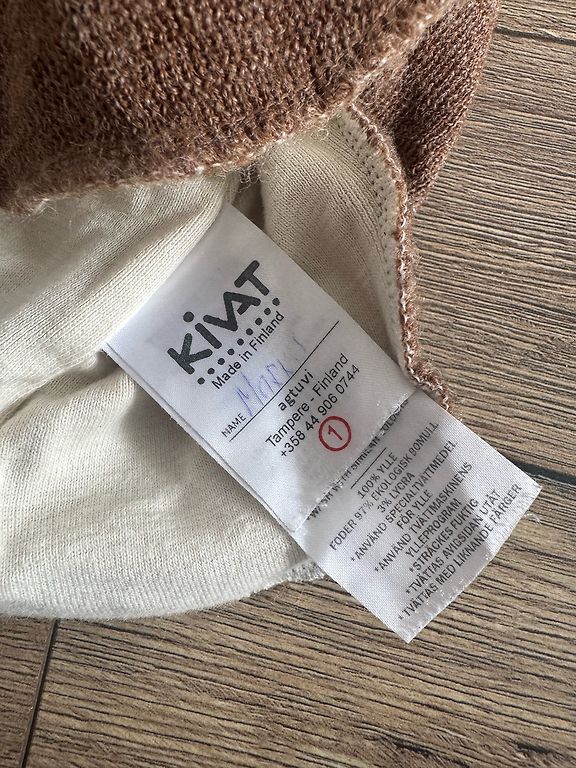 KIVAT
Made in Finland
NAME
agtuvi
Tampere - Finland
+358 44 906 0744
1
100% YLLE
FODER 97% EKOLOGISK BOMULL
3% LYCRA
*ANVÄND SPECIALTVÄTTMEDEL
FÖR YLLE
*ANVÄND TVÄTTMASKINENS
YLLEPROGRAM
*STRÄCKES FUKTIG
*TVÄTTAS AVIGSIDAN UTÅT
*TVÄTTAS MED LIKNANDE FÄRGER